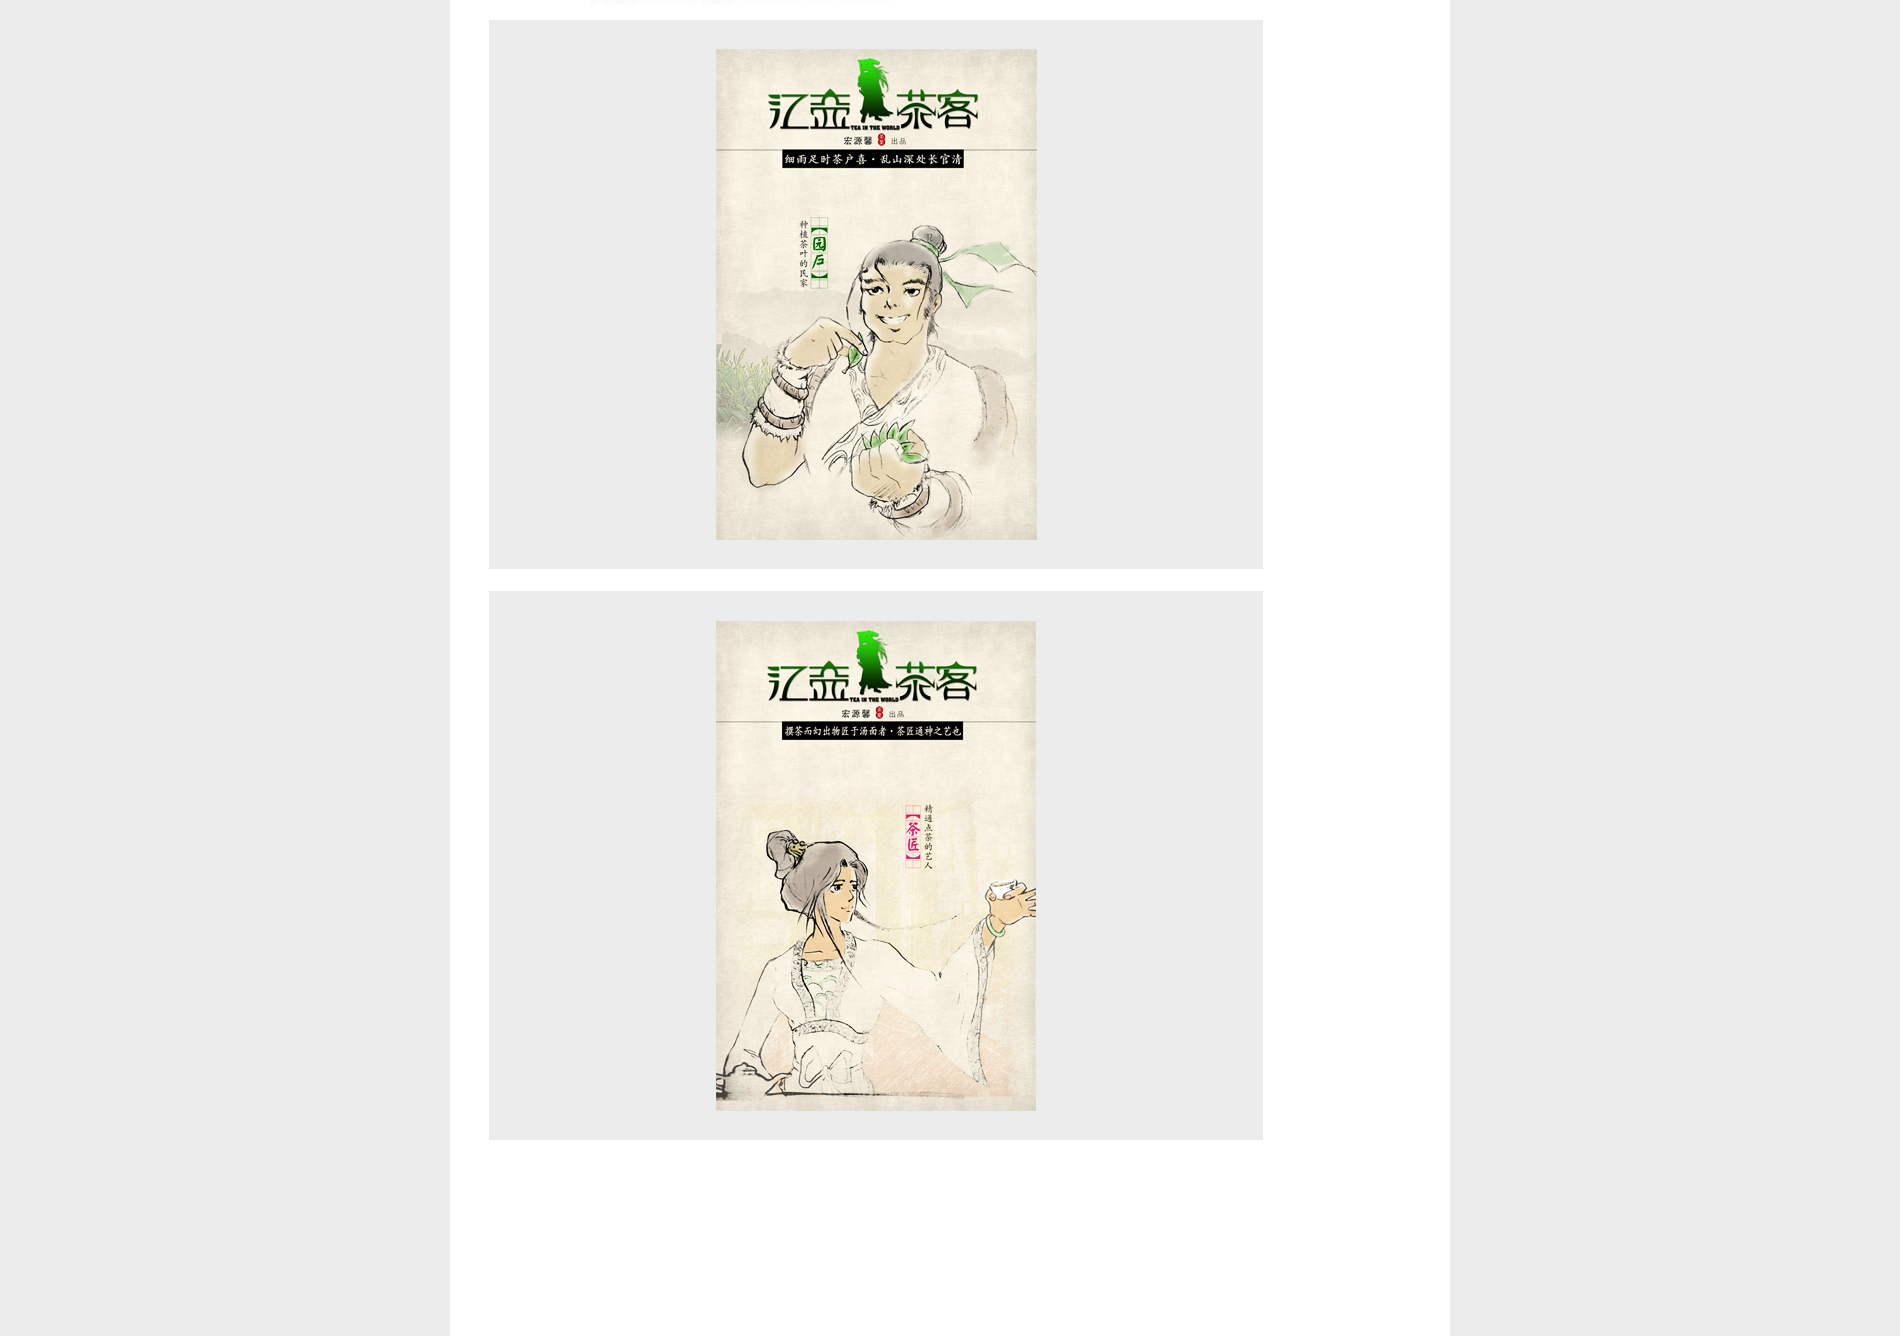 江壶茶客
TEA IN THE WORLD
宏源馨 出品
细雨足时茶户喜·乱山深处长官清
种植茶叶的民家
【园户】
江壶茶客
TEA IN THE WORLD
宏源馨 出品
撰茶而幻出物匠于汤面者·茶匠通神之艺也
【茶匠】
精通点茶的艺人